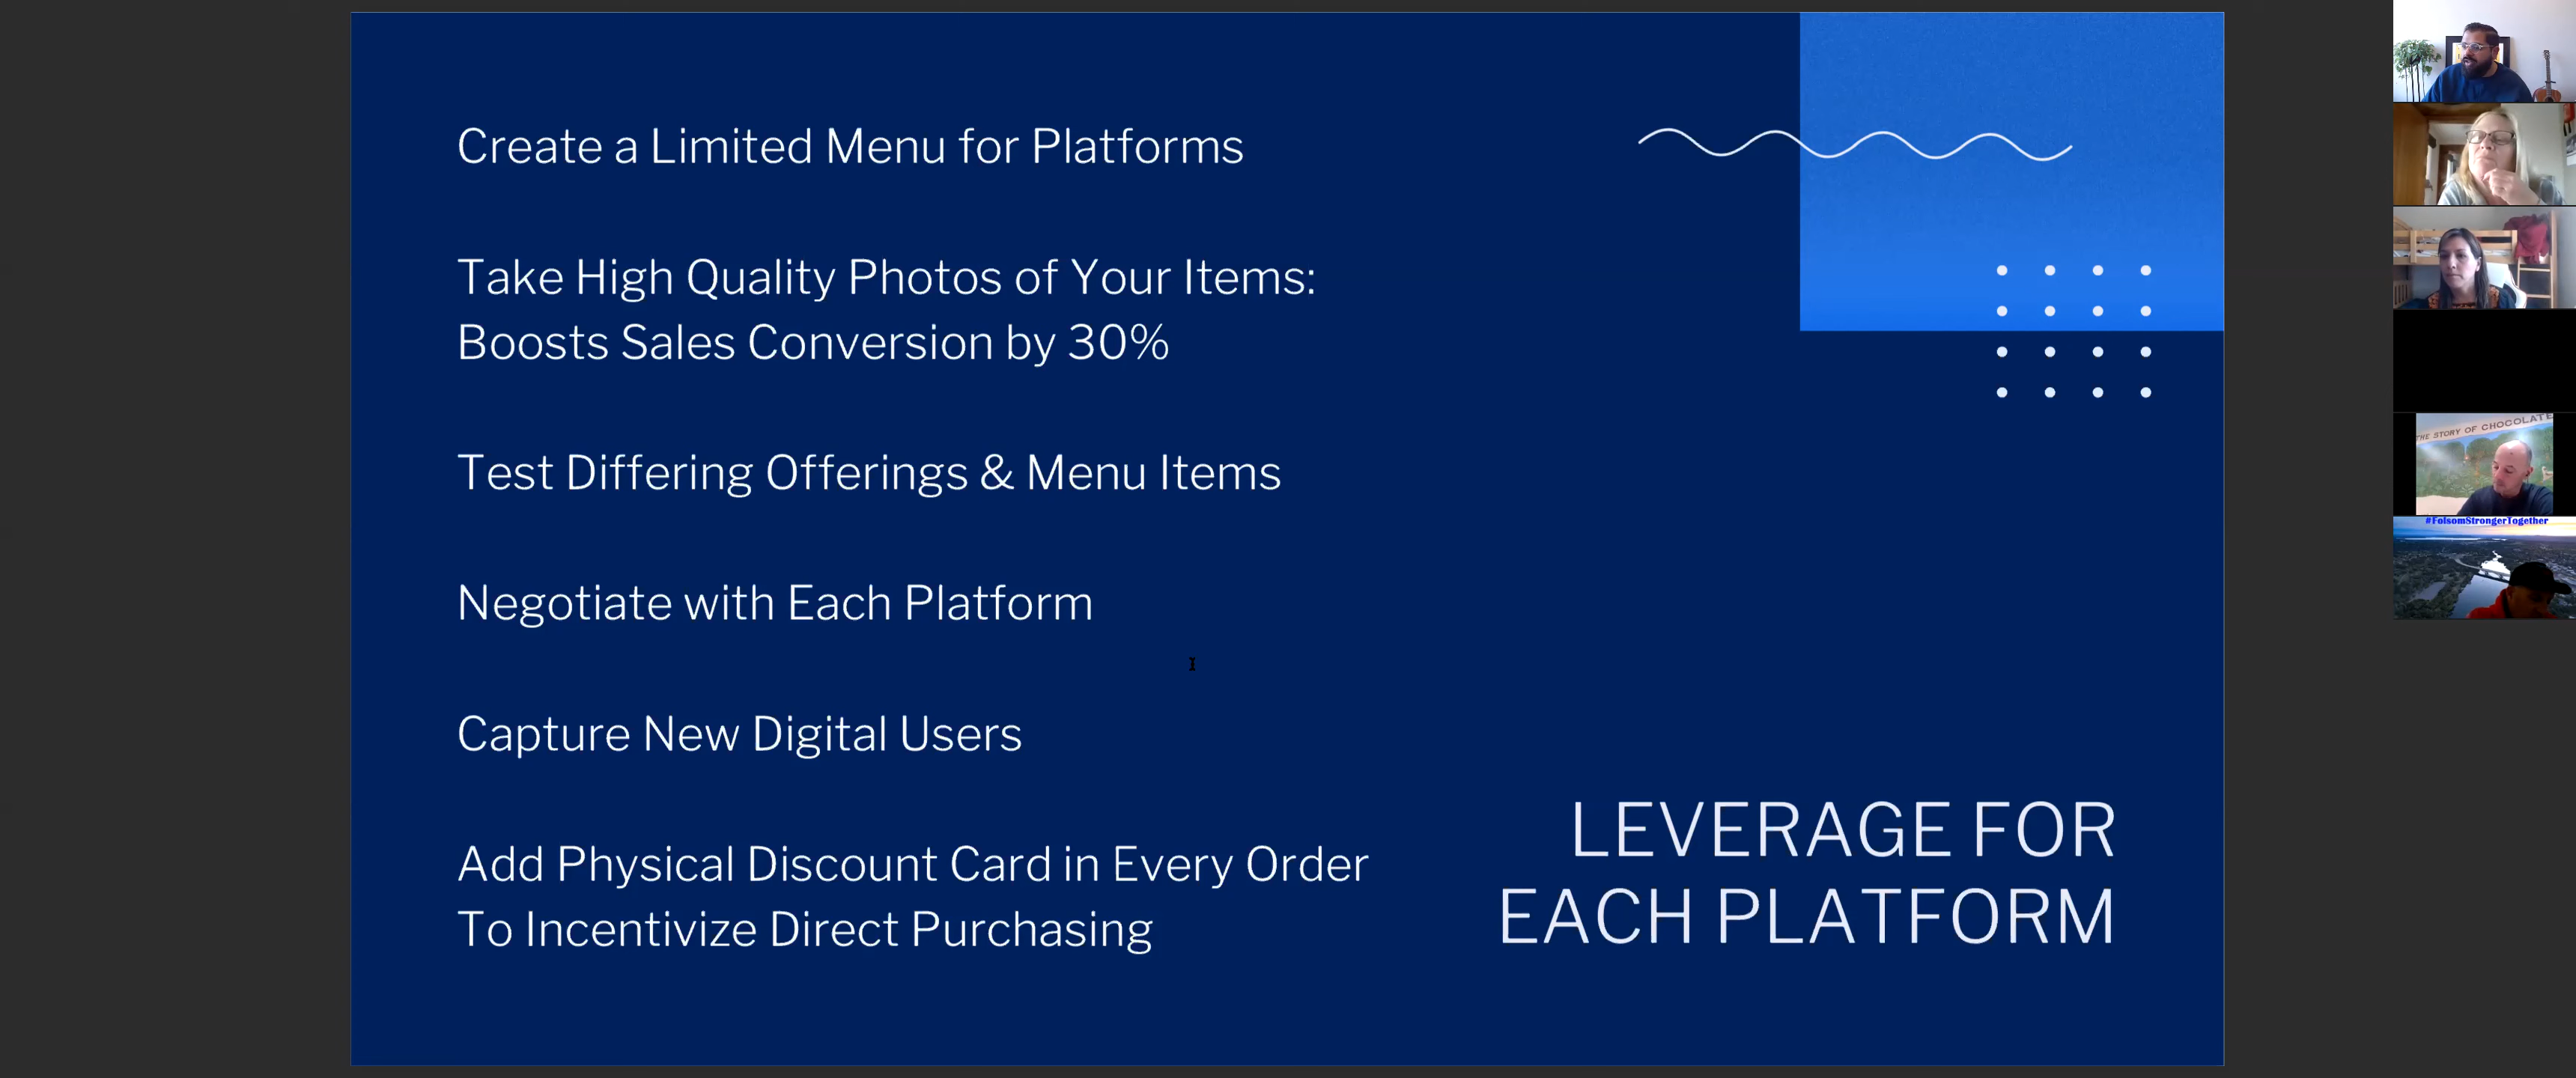 Create a Limited Menu for Platforms
Take High Quality Photos of Your Items:
Boosts Sales Conversion by 30%
Test Differing Offerings & Menu Items
Negotiate with Each Platform
Capture New Digital Users
Add Physical Discount Card in Every Order
To Incentivize Direct Purchasing
LEVERAGE FOR
EACH PLATFORM
THE STORY OF CHOCOLATE
#FolsomStrongerTogether